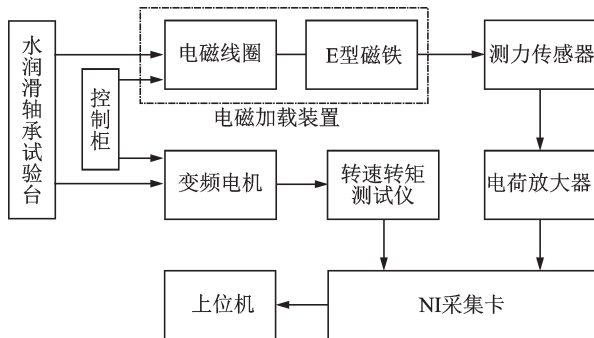 水润滑轴承试验台
控制柜
电磁线圈
E型磁铁
测力传感器
电磁加载装置
变频电机
转速转矩
测试仪
电荷放大器
上位机
NI采集卡